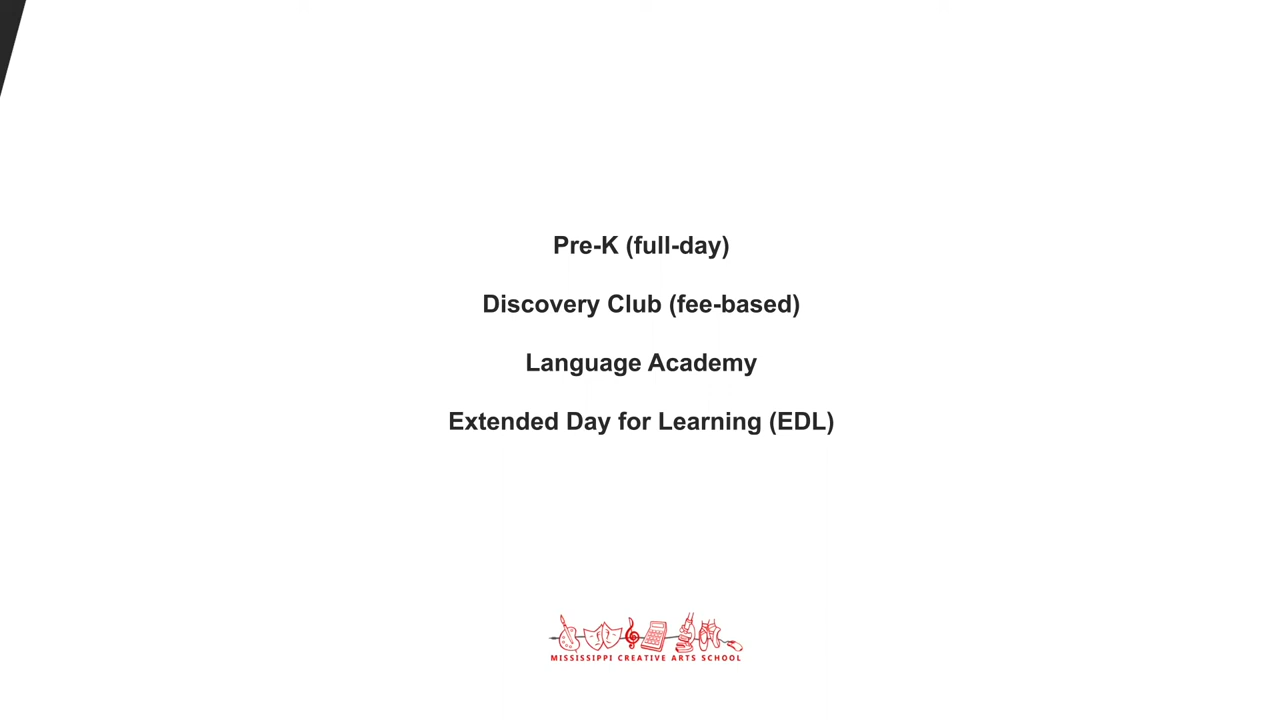 Pre-K (full-day)
Discovery Club (fee-based)
Language Academy
Extended Day for Learning (EDL)
MISSISSIPPI CREATIVE ARTS SCHOOL